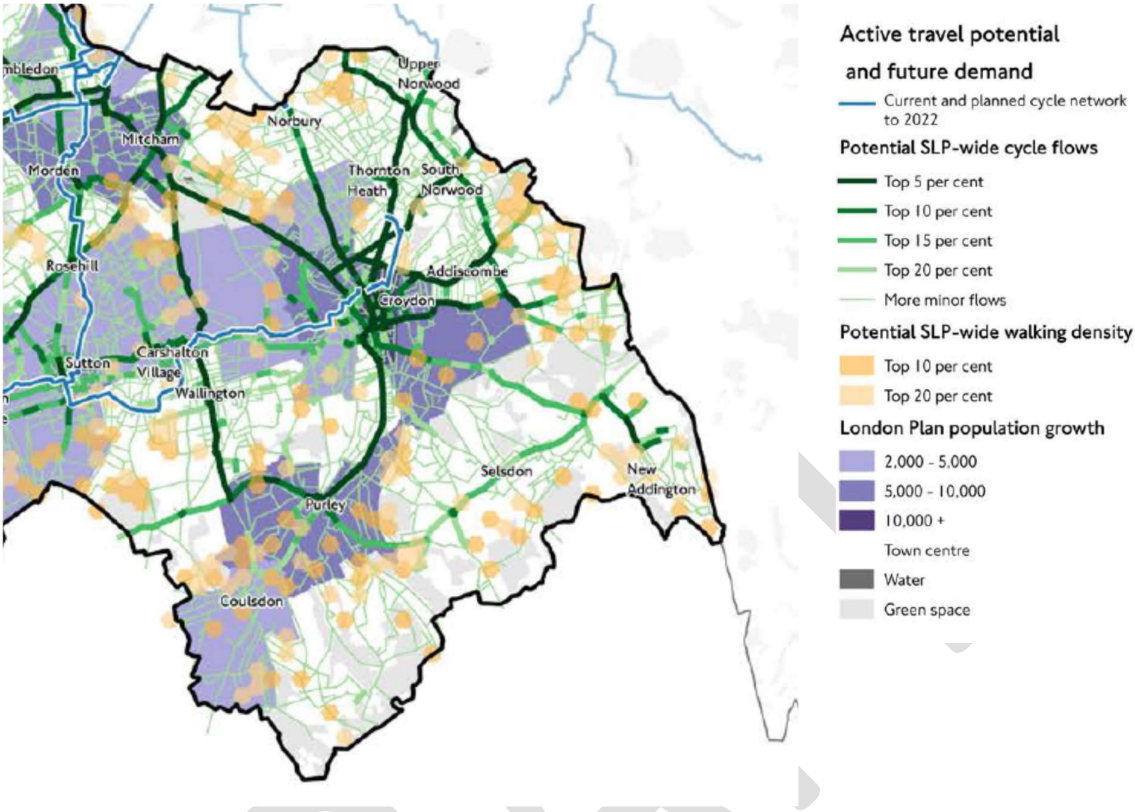 Active travel potential
and future demand
Current and planned cycle network
to 2022
Potential SLP-wide cycle flows
Top 5 per cent
Top 10 per cent
Top 15 per cent
Top 20 per cent
More minor flows
Potential SLP-wide walking density
Top 10 per cent
Top 20 per cent
London Plan population growth
2,000 - 5,000
5,000 - 10,000
10,000 +
Town centre
Water
Green space
mbledon
Upper
Norwood
Norbury
Mitcham
Morden
Thornton
Heath
South
Norwood
Rosehill
Addiscombe
Croydon
Sutton
Carshalton
Village
Wallington
Selsdon
New
Addington
Purley
Coulsdon